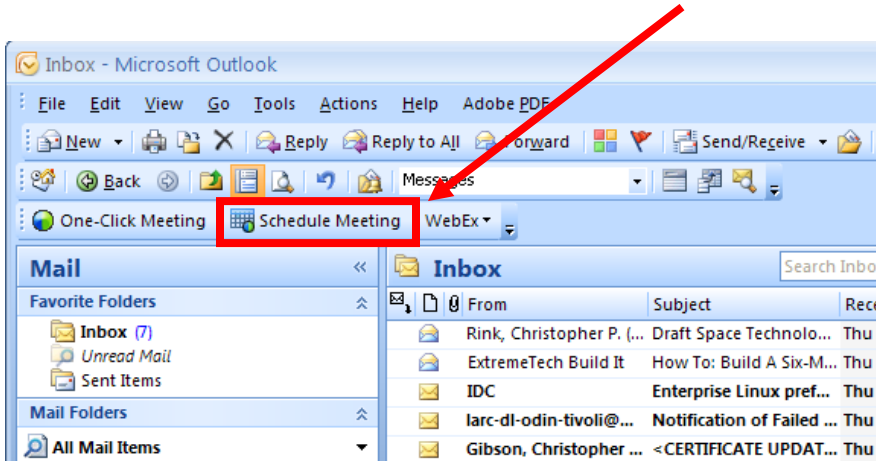 Inbox - Microsoft Outlook
File Edit View Go Tools Actions Help Adobe PDF
New Reply Reply to All Forward Send/Receive
Back Messages
One-Click Meeting Schedule Meeting WebEx
Mail « Inbox Search Inbo
Favorite Folders From Subject Rece
Inbox (7) Rink, Christopher P. (... Draft Space Technolo... Thu
Unread Mail ExtremeTech Build It How To: Build A Six-M... Thu
Sent Items IDC Enterprise Linux pref... Thu
Mail Folders larc-dl-odin-tivoli@... Notification of Failed ... Thu
All Mail Items Gibson, Christopher ... <CERTIFICATE UPDAT... Thu